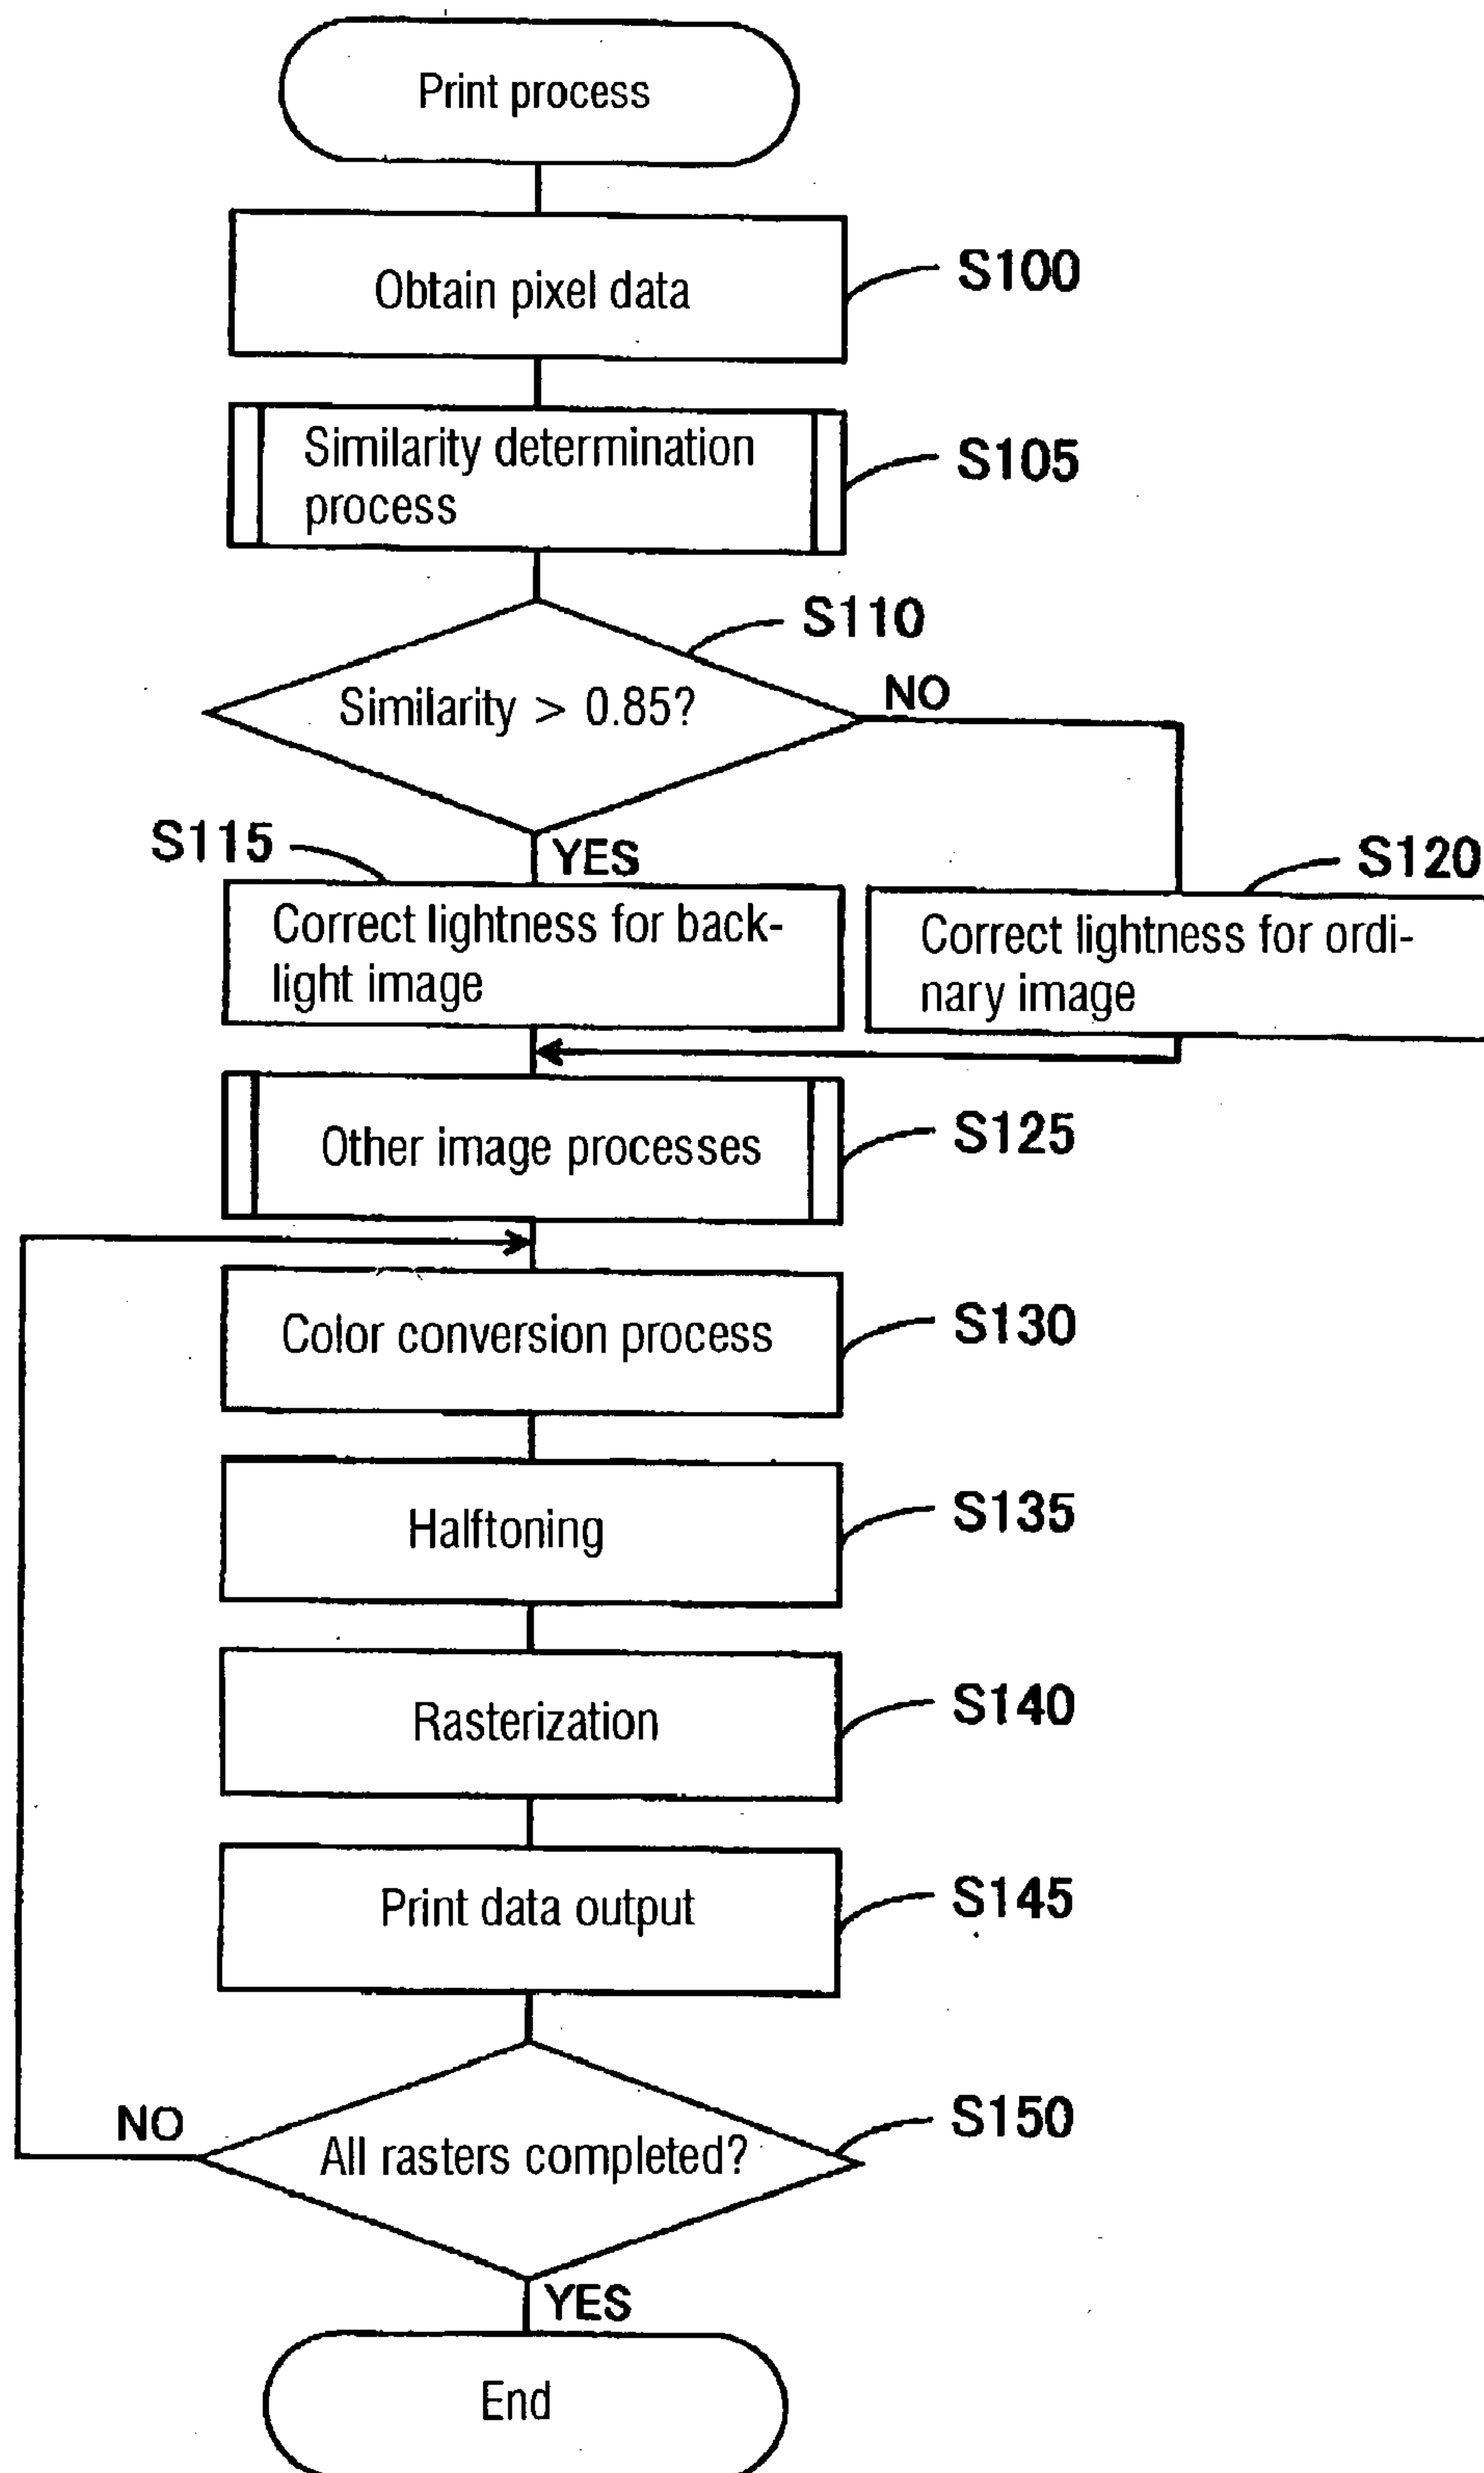 Print process
Obtain pixel data
S100
Similarity determination
process
S105
S110
Similarity > 0.85?
NO
YES
S115
S120
Correct lightness for back-
light image
Correct lightness for ordi-
nary image
Other image processes
S125
Color conversion process
S130
Halftoning
S135
Rasterization
S140
Print data output
S145
NO
All rasters completed?
S150
YES
End